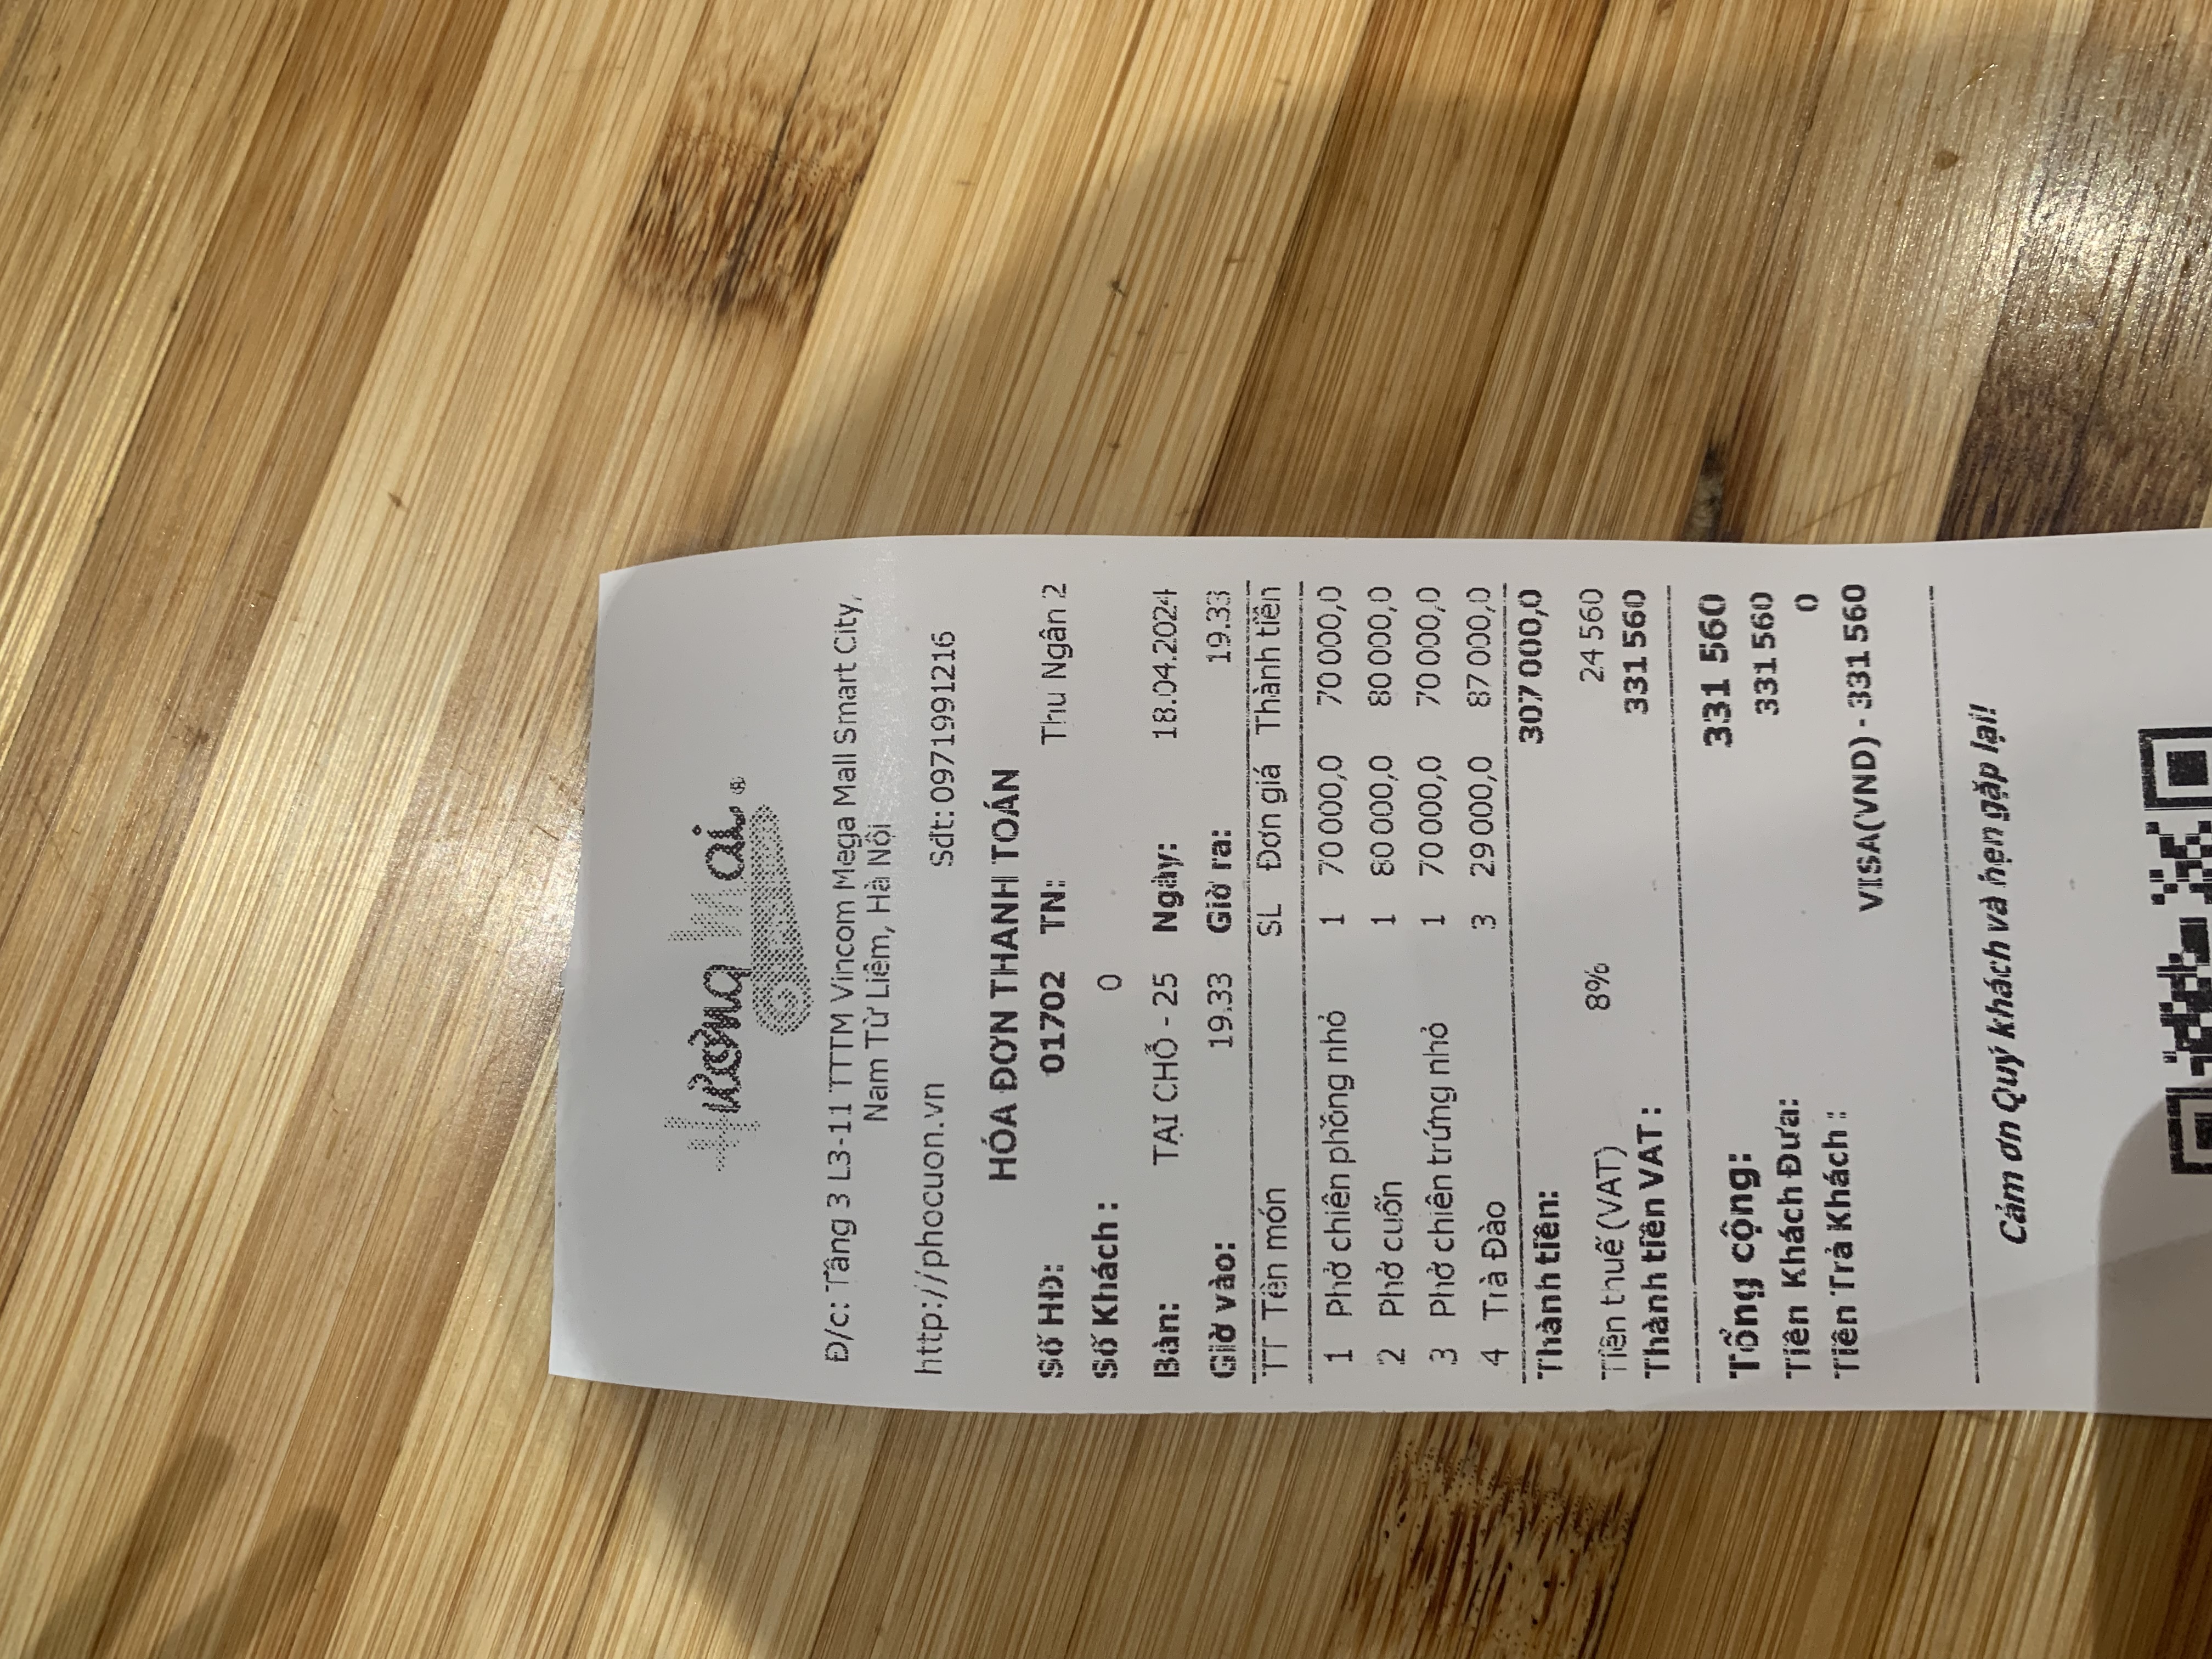 Hường Mai ®
Đ/c: Tầng 3 L3-11 TTTM Vincom Mega Mall Smart City,
Nam Từ Liêm, Hà Nội
http://phocuon.vn Sđt: 0971991216
HÓA ĐƠN THANH TOÁN
Số HĐ: 01702 TN: Thu Ngân 2
Số Khách : 0
Bàn: TẠI CHỖ - 25 Ngày: 18.04.2024
Giờ vào: 19.33 Giờ ra: 19.33
TT Tên món SL Đơn giá Thành tiền
1 Phở chiên phồng nhỏ 1 70 000,0 70 000,0
2 Phở cuốn 1 80 000,0 80 000,0
3 Phở chiên trứng nhỏ 1 70 000,0 70 000,0
4 Trà Đào 3 29 000,0 87 000,0
Thành tiền: 307 000,0
Tiền thuế (VAT) 8% 24 560
Thành tiền VAT : 331 560
Tổng cộng: 331 560
Tiền Khách Đưa: 331 560
Tiền Trả Khách : 0
VISA(VND) - 331 560
Cảm ơn Quý khách và hẹn gặp lại!